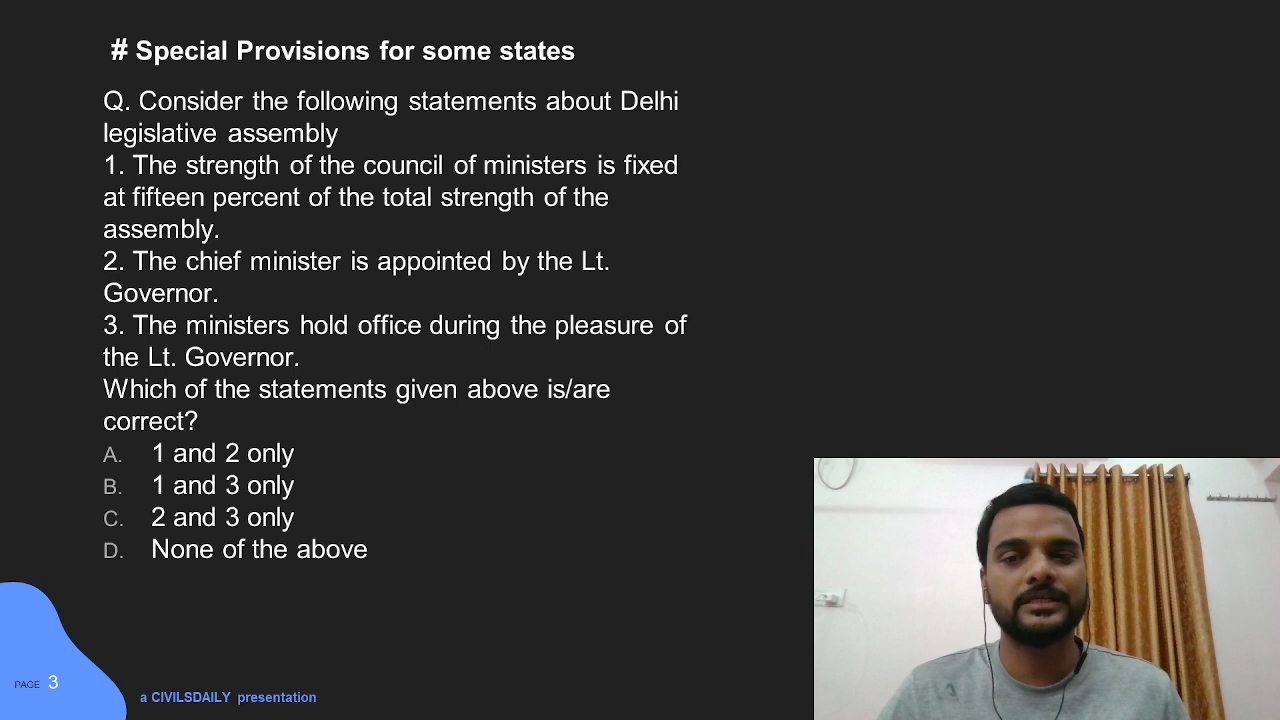 # Special Provisions for some states
Q. Consider the following statements about Delhi
legislative assembly
1. The strength of the council of ministers is fixed
at fifteen percent of the total strength of the
assembly.
2. The chief minister is appointed by the Lt.
Governor.
3. The ministers hold office during the pleasure of
the Lt. Governor.
Which of the statements given above is/are
correct?
A. 1 and 2 only
B. 1 and 3 only
C. 2 and 3 only
D. None of the above
PAGE 3
a CIVILSDAILY presentation